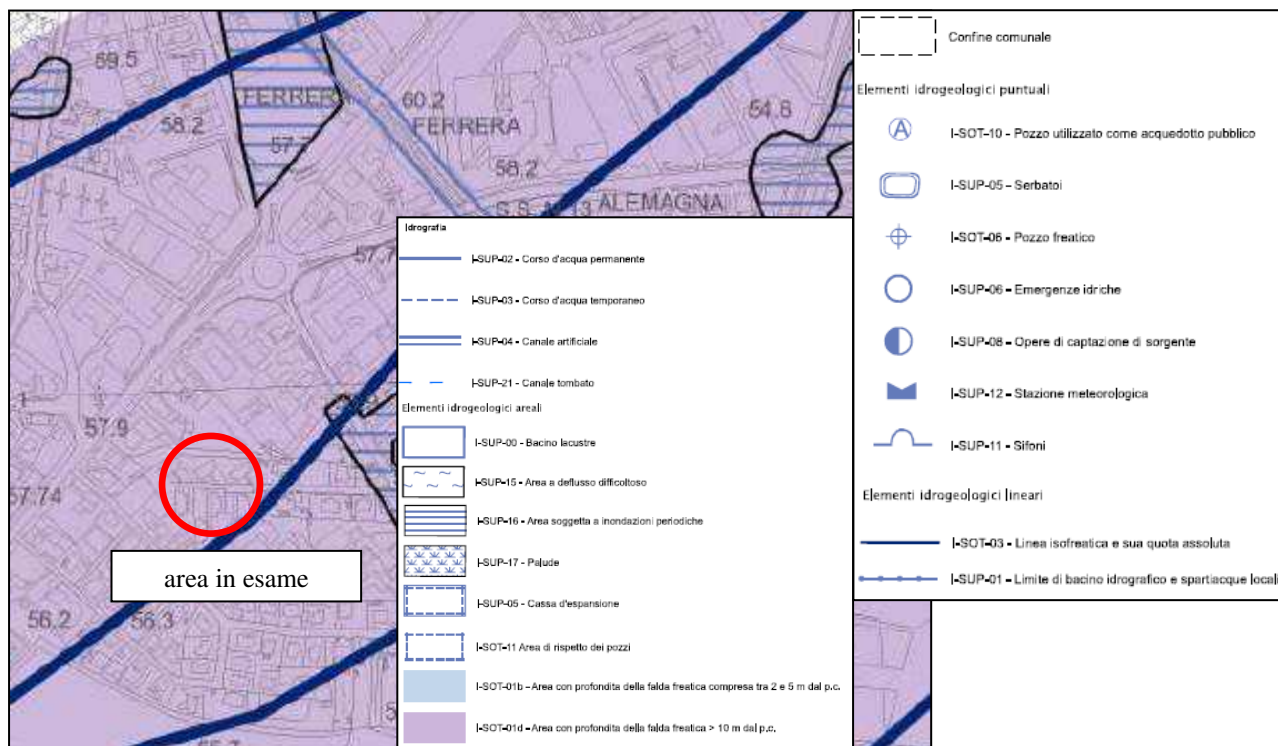 59.5
58.2
FERRERA
57.7
60.2
FERRERA
58.2
54.8
S.S. N. 13 ALEMAGNA
57.7
57.9
57.74
area in esame
56.2
56.3
Idrografia
I-SUP-02 - Corso d'acqua permanente
I-SUP-03 - Corso d'acqua temporaneo
I-SUP-04 - Canale artificiale
I-SUP-21 - Canale tombato
Elementi idrogeologici areali
I-SUP-00 - Bacino lacustre
I-SUP-15 - Area a deflusso difficoltoso
I-SUP-16 - Area soggetta a inondazioni periodiche
I-SUP-17 - Palude
I-SUP-05 - Cassa d'espansione
I-SOT-11 Area di rispetto dei pozzi
I-SOT-01b - Area con profondita della falda freatica compresa tra 2 e 5 m dal p.c.
I-SOT-01d - Area con profondita della falda freatica > 10 m dal p.c.
Confine comunale
Elementi idrogeologici puntuali
A
I-SOT-10 - Pozzo utilizzato come acquedotto pubblico
I-SUP-05 - Serbatoi
I-SOT-06 - Pozzo freatico
I-SUP-06 - Emergenze idriche
I-SUP-08 - Opere di captazione di sorgente
I-SUP-12 - Stazione meteorologica
I-SUP-11 - Sifoni
Elementi idrogeologici lineari
I-SOT-03 - Linea isofreatica e sua quota assoluta
I-SUP-01 - Limite di bacino idrografico e spartiacque locali